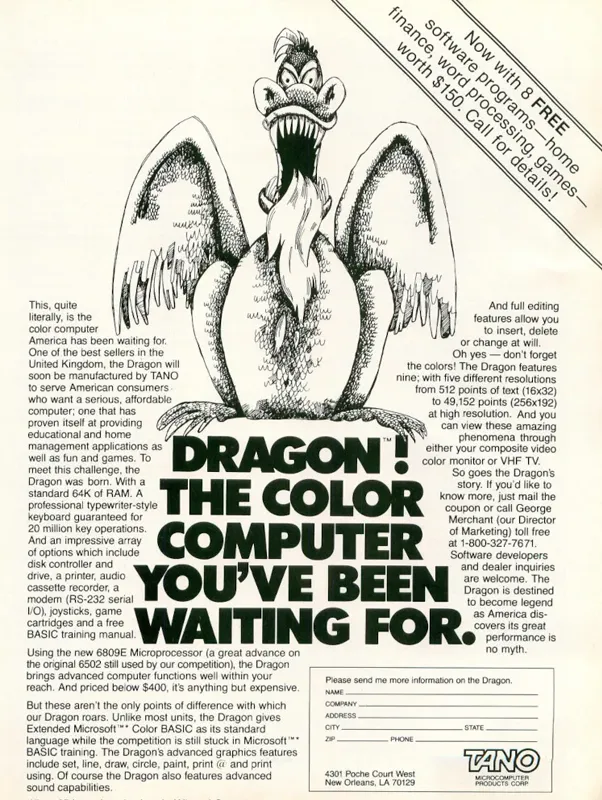 Now with 8 FREE
software programs—home
finance, word processing, games—
worth $150. Call for details!
This, quite
literally, is the
color computer
America has been waiting for.
One of the best sellers in the
United Kingdom, the Dragon will
soon be manufactured by TANO
to serve American consumers
who want a serious, affordable
computer; one that has
proven itself at providing
educational and home
management applications as
well as fun and games. To
meet this challenge, the
Dragon was born. With a
standard 64K of RAM. A
professional typewriter-style
keyboard guaranteed for
20 million key operations.
And an impressive array
of options which include
disk controller and
drive, a printer, audio
cassette recorder, a
modem (RS-232 serial
I/O), joysticks, game
cartridges and a free
BASIC training manual.
DRAGON™!
THE COLOR
COMPUTER
YOU'VE BEEN
WAITING FOR.
Using the new 6809E Microprocessor (a great advance on
the original 6502 still used by our competition), the Dragon
brings advanced computer functions well within your
reach. And priced below $400, it's anything but expensive.
But these aren't the only points of difference with which
our Dragon roars. Unlike most units, the Dragon gives
Extended Microsoft™* Color BASIC as its standard
language while the competition is still stuck in Microsoft™*
BASIC training. The Dragon's advanced graphics features
include set, line, draw, circle, paint, print @ and print
using. Of course the Dragon also features advanced
sound capabilities.
And full editing
features allow you
to insert, delete
or change at will.
Oh yes — don't forget
the colors! The Dragon features
nine; with five different resolutions
from 512 points of text (16x32)
to 49,152 points (256x192)
at high resolution. And you
can view these amazing
phenomena through
either your composite video
color monitor or VHF TV.
So goes the Dragon's
story. If you'd like to
know more, just mail the
coupon or call George
Merchant (our Director
of Marketing) toll free
at 1-800-327-7671.
Software developers
and dealer inquiries
are welcome. The
Dragon is destined
to become legend
as America dis-
covers its great
performance is
no myth.
Please send me more information on the Dragon.
NAME
COMPANY
ADDRESS
CITY STATE
ZIP PHONE
4301 Poche Court West
New Orleans, LA 70129
TANO
MICROCOMPUTER
PRODUCTS CORP